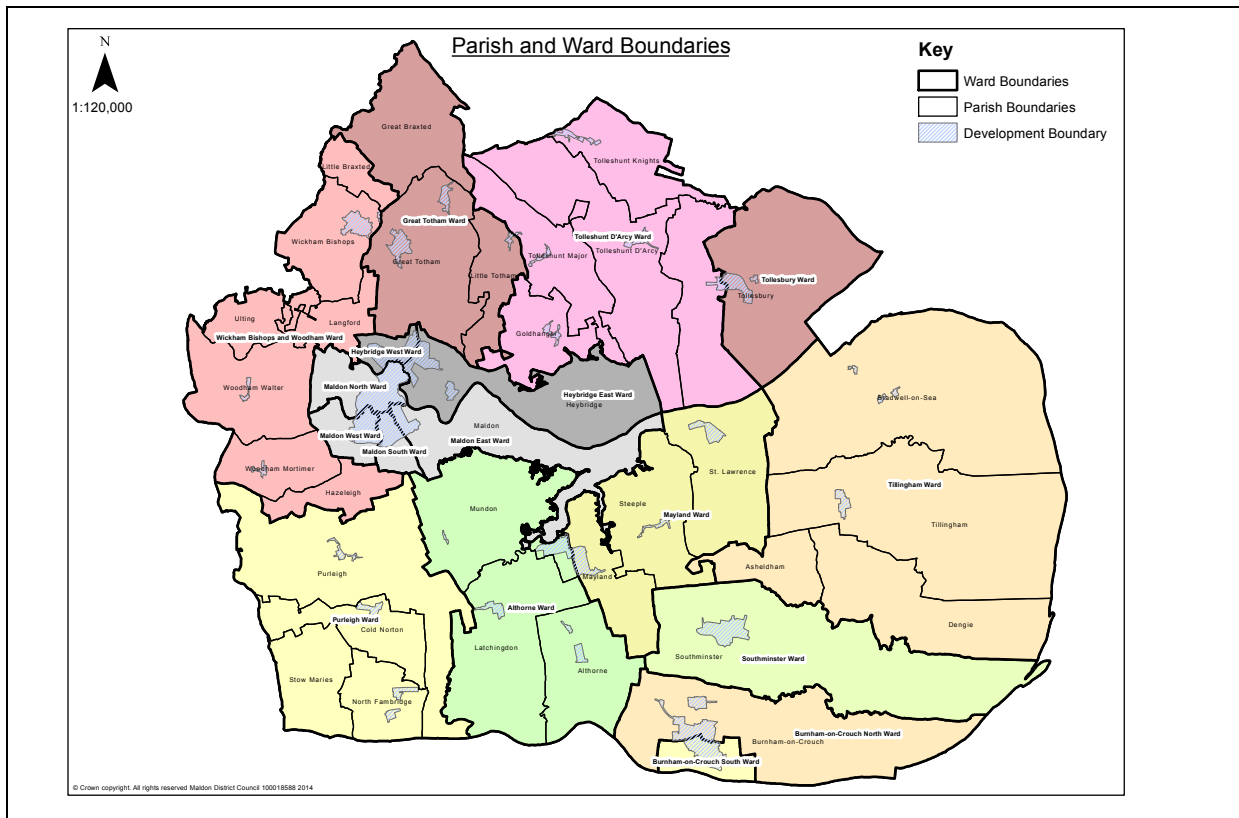 Parish and Ward Boundaries
N
1:120,000
Key
Ward Boundaries
Parish Boundaries
Development Boundary
Great Braxted
Tolleshunt Knights
Little Braxted
Great Totham Ward
Wickham Bishops
Tolleshunt D'Arcy Ward
Tolleshunt Major
Tolleshunt D'Arcy
Great Totham
Little Totham
Tollesbury Ward
Tollesbury
Ulting
Langford
Wickham Bishops and Woodham Ward
Goldhanger
Heybridge West Ward
Woodham Walter
Maldon North Ward
Heybridge East Ward
Heybridge
Bradwell-on-Sea
Maldon
Maldon West Ward
Maldon East Ward
Maldon South Ward
Woodham Mortimer
St. Lawrence
Hazeleigh
Tillingham Ward
Mundon
Steeple
Mayland Ward
Tillingham
Purleigh
Mayland
Asheldham
Althorne Ward
Purleigh Ward
Cold Norton
Dengie
Latchingdon
Southminster
Southminster Ward
Althorne
Stow Maries
North Fambridge
Burnham-on-Crouch North Ward
Burnham-on-Crouch
Burnham-on-Crouch South Ward
© Crown copyright. All rights reserved Maldon District Council 100018588 2014